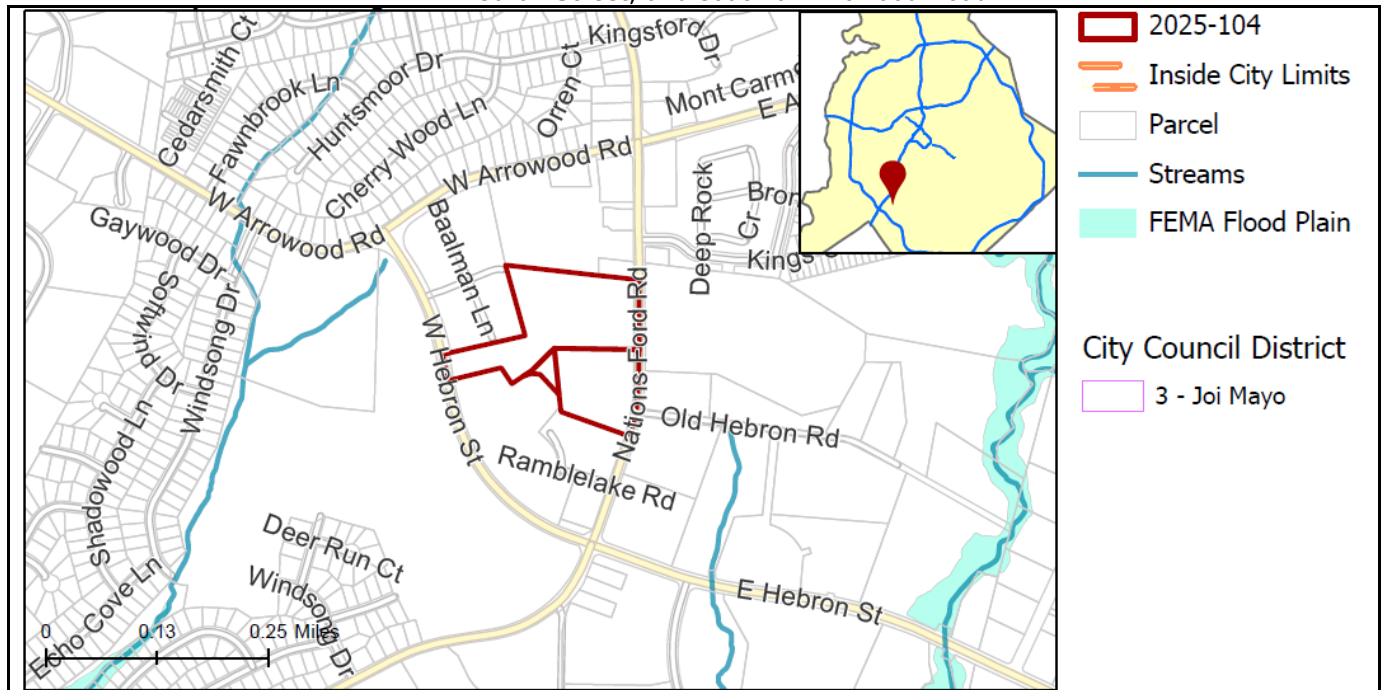 Kingsford Dr
Cedarsmith Ct
Fawnbrook Ln
Huntsmoor Dr
Orren Ct
Mont Carm
E A
Cherry Wood Ln
W Arrowood Rd
W Arrowood Rd
Gaywood Dr
Softwind Dr
Windsong Dr
Baalman Ln
Deep Rock
Cr
Bron
Kings
W Hebron St
Nations Ford Rd
Old Hebron Rd
Ramblelake Rd
Shadowood Ln
Deer Run Ct
Windsong Dr
Echo Cove Ln
E Hebron St
0 0.13 0.25 Miles
2025-104
Inside City Limits
Parcel
Streams
FEMA Flood Plain
City Council District
3 - Joi Mayo